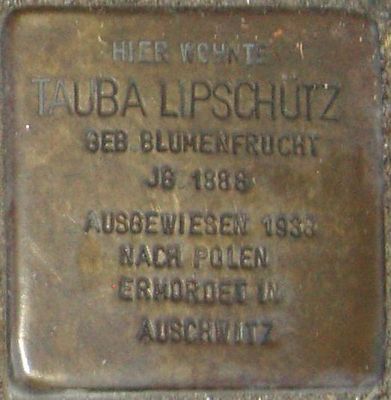 HIER WOHNTE
TAUBA LIPSCHÜTZ
GEB. BLUMENFRUCHT
JG. 1888
AUSGEWIESEN 1938
NACH POLEN
ERMORDET IN
AUSCHWITZ